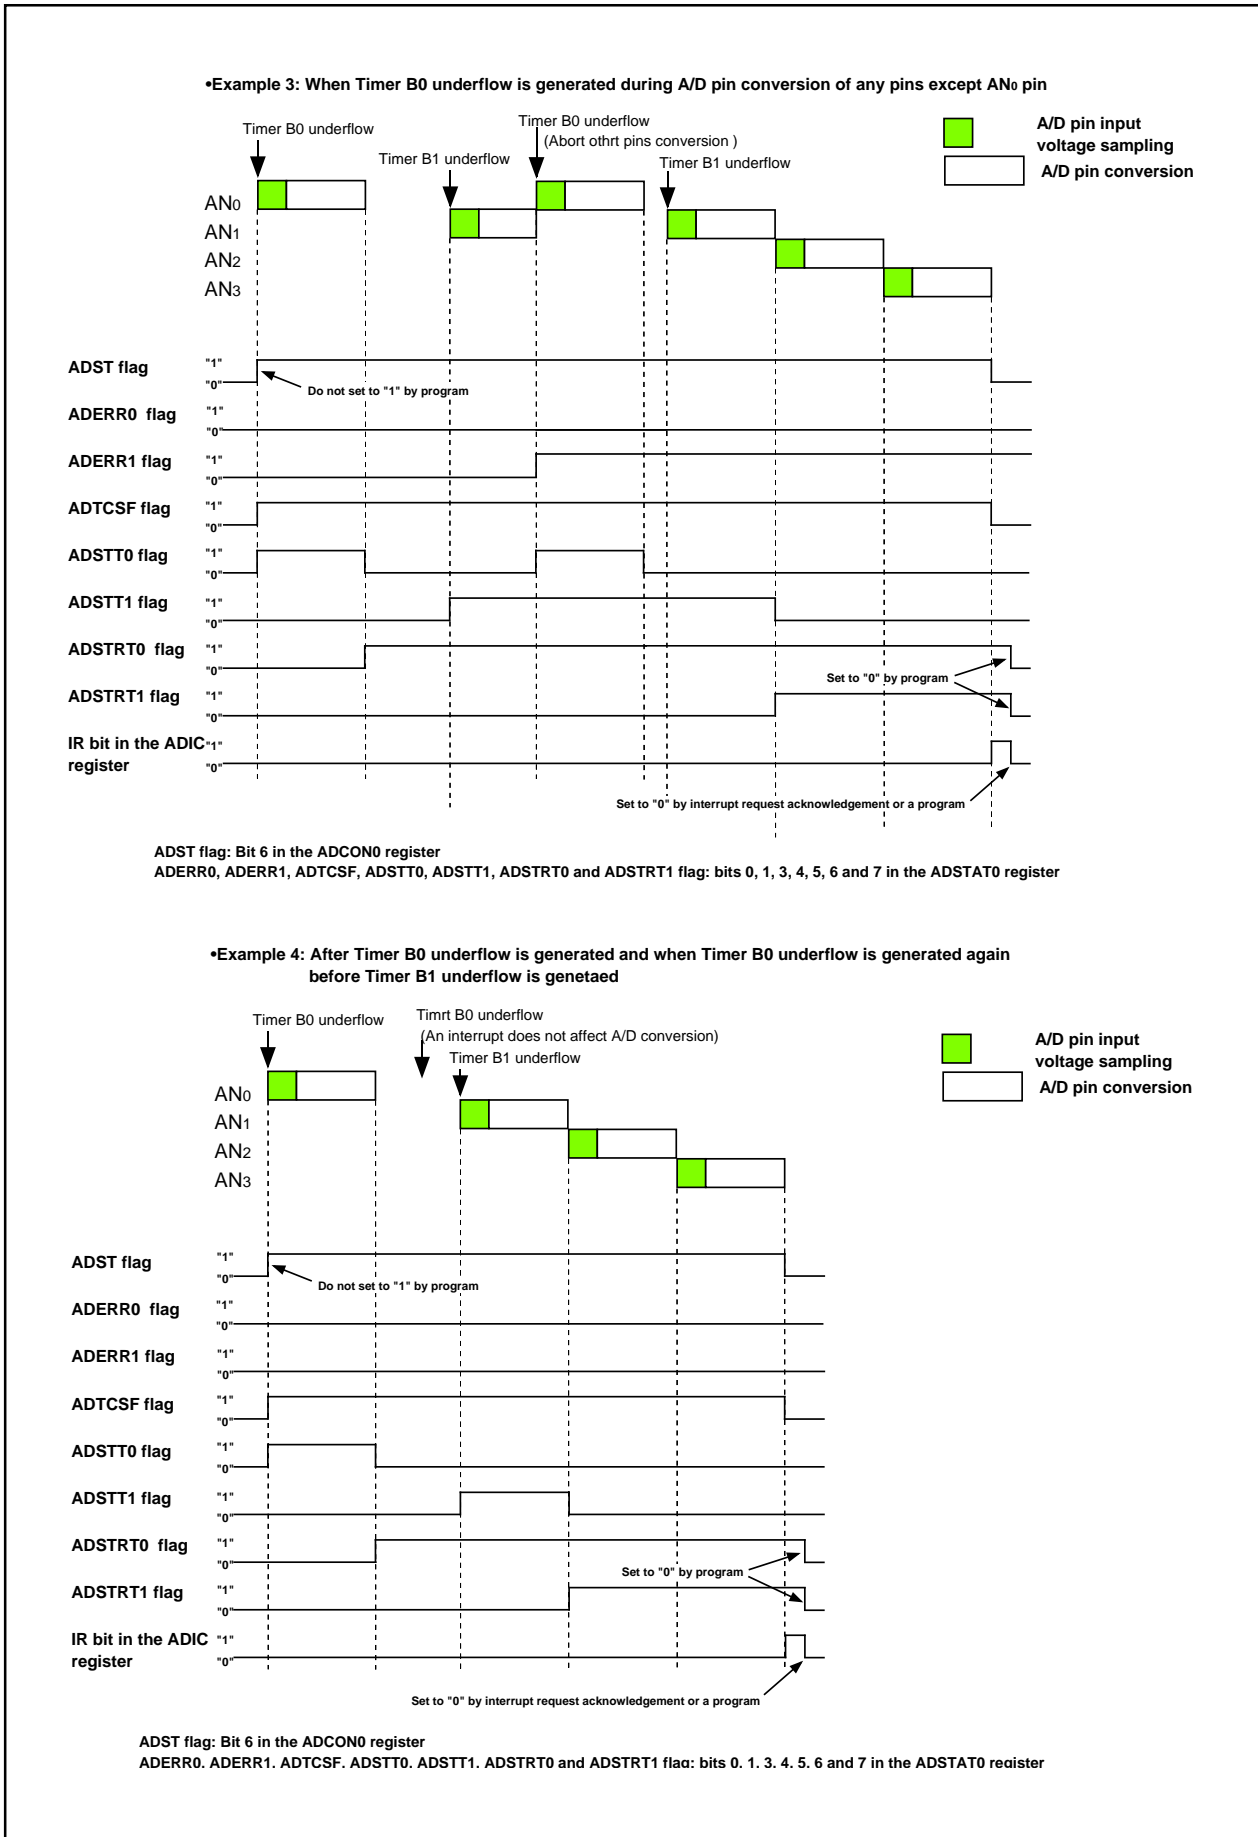 •Example 3: When Timer B0 underflow is generated during A/D pin conversion of any pins except AN0 pin
Timer B0 underflow
Timer B0 underflow
(Abort othrt pins conversion )
Timer B1 underflow
Timer B1 underflow
A/D pin input
voltage sampling
A/D pin conversion
AN0
AN1
AN2
AN3
ADST flag
"1"
"0"
Do not set to "1" by program
ADERR0 flag
"1"
"0"
ADERR1 flag
"1"
"0"
ADTCSF flag
"1"
"0"
ADSTT0 flag
"1"
"0"
ADSTT1 flag
"1"
"0"
ADSTRT0 flag
"1"
"0"
Set to "0" by program
ADSTRT1 flag
"1"
"0"
IR bit in the ADIC
register
"1"
"0"
Set to "0" by interrupt request acknowledgement or a program
ADST flag: Bit 6 in the ADCON0 register
ADERR0, ADERR1, ADTCSF, ADSTT0, ADSTT1, ADSTRT0 and ADSTRT1 flag: bits 0, 1, 3, 4, 5, 6 and 7 in the ADSTAT0 register
•Example 4: After Timer B0 underflow is generated and when Timer B0 underflow is generated again
before Timer B1 underflow is genetaed
Timer B0 underflow
Timrt B0 underflow
(An interrupt does not affect A/D conversion)
Timer B1 underflow
A/D pin input
voltage sampling
A/D pin conversion
AN0
AN1
AN2
AN3
ADST flag
"1"
"0"
Do not set to "1" by program
ADERR0 flag
"1"
"0"
ADERR1 flag
"1"
"0"
ADTCSF flag
"1"
"0"
ADSTT0 flag
"1"
"0"
ADSTT1 flag
"1"
"0"
ADSTRT0 flag
"1"
"0"
Set to "0" by program
ADSTRT1 flag
"1"
"0"
IR bit in the ADIC
register
"1"
"0"
Set to "0" by interrupt request acknowledgement or a program
ADST flag: Bit 6 in the ADCON0 register
ADERR0, ADERR1, ADTCSF, ADSTT0, ADSTT1, ADSTRT0 and ADSTRT1 flag: bits 0, 1, 3, 4, 5, 6 and 7 in the ADSTAT0 register